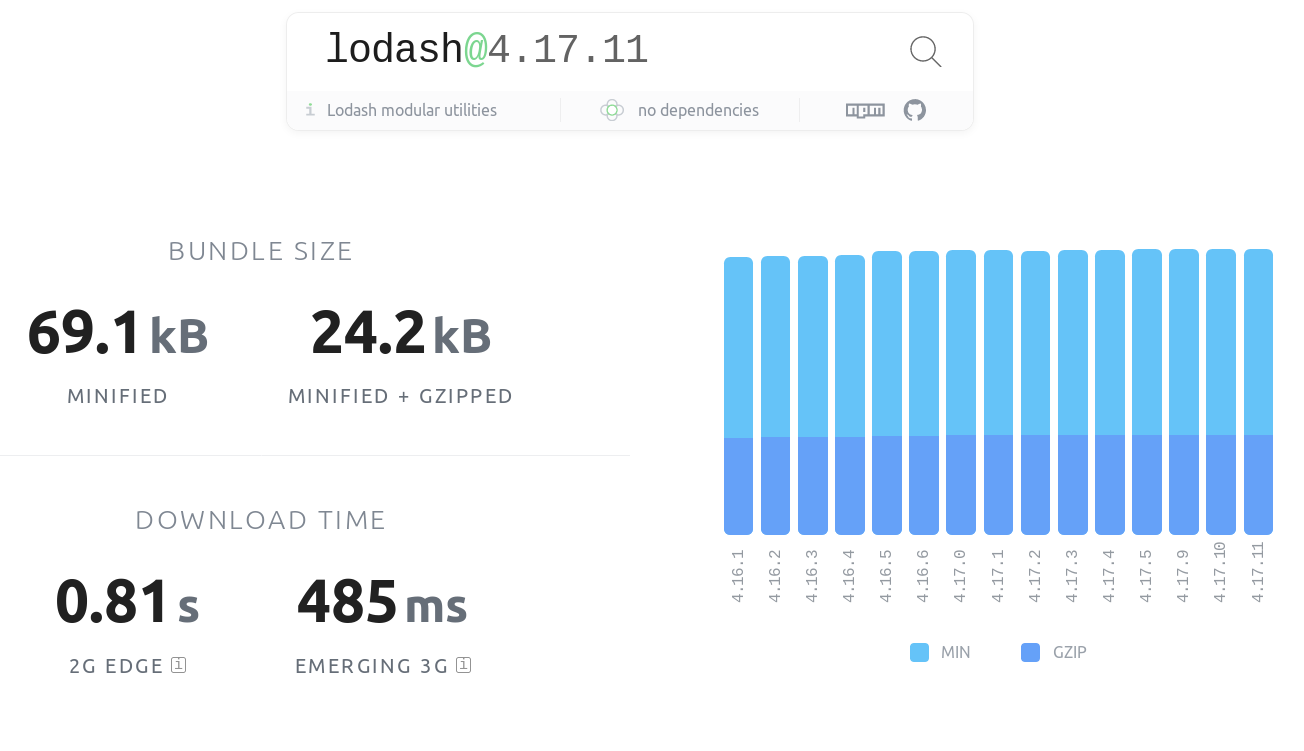 lodash@4.17.11
i Lodash modular utilities no dependencies npm
BUNDLE SIZE
69.1 kB 24.2 kB
MINIFIED MINIFIED + GZIPPED
DOWNLOAD TIME
0.81 s 485 ms
2G EDGE i EMERGING 3G i
4.16.1 4.16.2 4.16.3 4.16.4 4.16.5 4.16.6 4.17.0 4.17.1 4.17.2 4.17.3 4.17.4 4.17.5 4.17.9 4.17.10 4.17.11
MIN GZIP